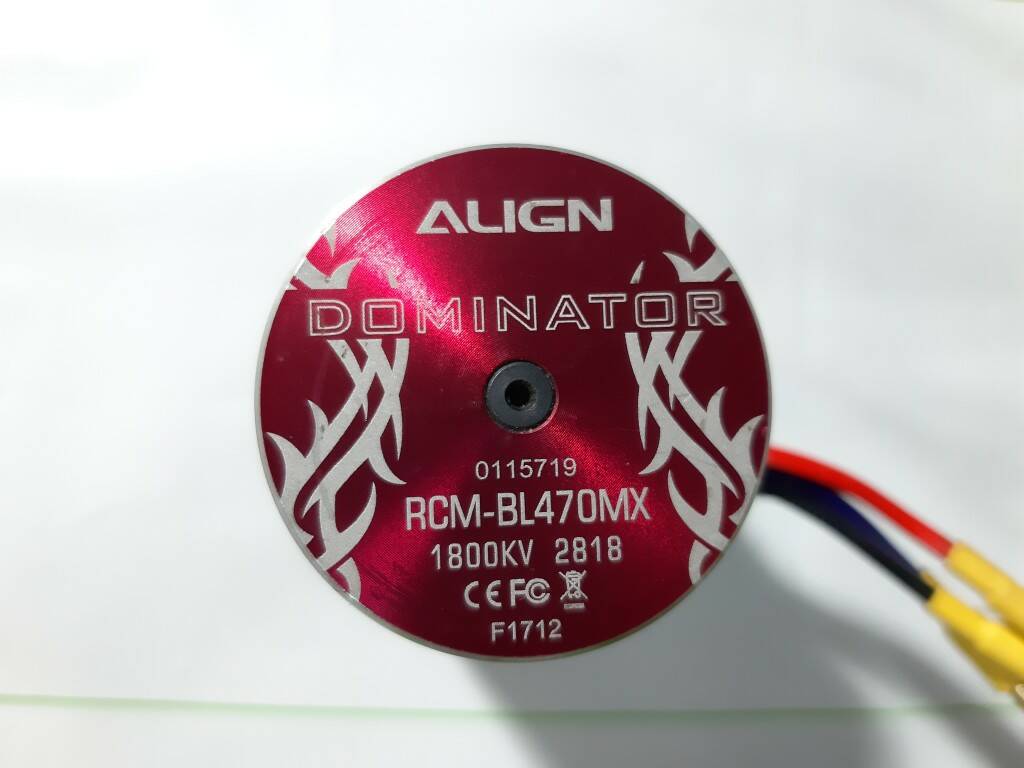 ALIGN
DOMINATOR
0115719
RCM-BL470MX
1800KV 2818
CE FC
F1712